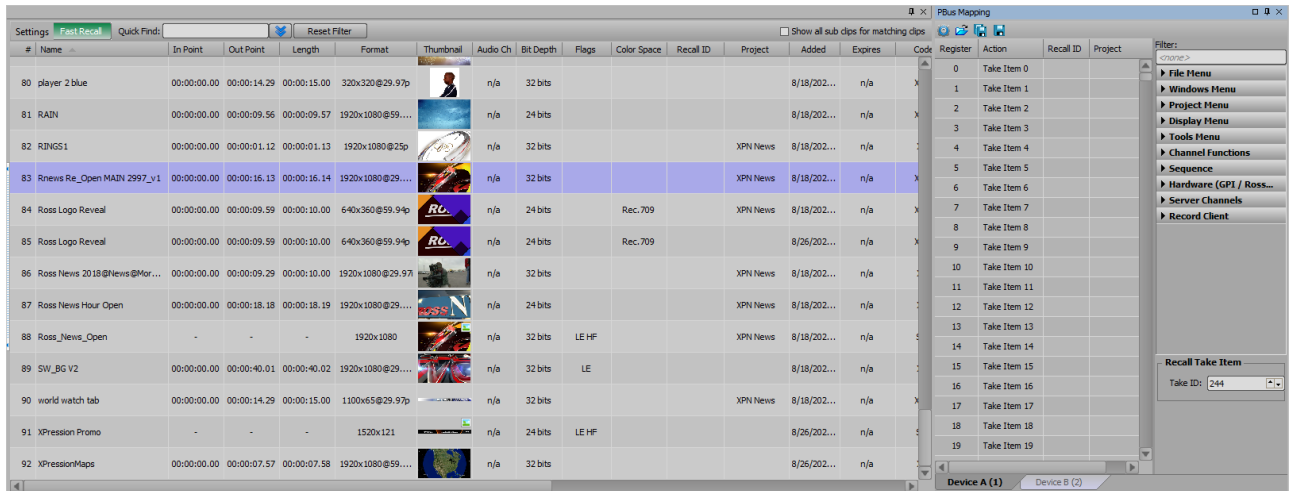 PBus Mapping
Settings Fast Recall Quick Find: Reset Filter Show all sub clips for matching clips
# Name In Point Out Point Length Format Thumbnail Audio Ch Bit Depth Flags Color Space Recall ID Project Added Expires Code
80 player 2 blue 00:00:00.00 00:00:14.29 00:00:15.00 320x320@29.97p n/a 32 bits 8/18/202... n/a X
81 RAIN 00:00:00.00 00:00:09.56 00:00:09.57 1920x1080@59.... n/a 24 bits 8/18/202... n/a
82 RINGS1 00:00:00.00 00:00:01.12 00:00:01.13 1920x1080@25p n/a 32 bits XPN News 8/18/202... n/a
83 Rnews Re_Open MAIN 2997_v1 00:00:00.00 00:00:16.13 00:00:16.14 1920x1080@29.... n/a 32 bits XPN News 8/18/202... n/a X
84 Ross Logo Reveal 00:00:00.00 00:00:09.59 00:00:10.00 640x360@59.94p n/a 24 bits Rec.709 XPN News 8/18/202... n/a X
85 Ross Logo Reveal 00:00:00.00 00:00:09.59 00:00:10.00 640x360@59.94p n/a 24 bits Rec.709 8/26/202... n/a X
86 Ross News 2018@News@Mor... 00:00:00.00 00:00:09.29 00:00:10.00 1920x1080@29.97i n/a 32 bits XPN News 8/18/202... n/a
87 Ross News Hour Open 00:00:00.00 00:00:18.18 00:00:18.19 1920x1080@29.... n/a 24 bits XPN News 8/18/202... n/a
88 Ross_News_Open - - - 1920x1080 n/a 32 bits LE HF XPN News 8/18/202... n/a
89 SW_BG V2 00:00:00.00 00:00:40.01 00:00:40.02 1920x1080@29.... n/a 32 bits LE 8/18/202... n/a
90 world watch tab 00:00:00.00 00:00:14.29 00:00:15.00 1100x65@29.97p n/a 32 bits XPN News 8/18/202... n/a X
91 XPression Promo - - - 1520x121 n/a 24 bits LE HF 8/26/202... n/a
92 XPressionMaps 00:00:00.00 00:00:07.57 00:00:07.58 1920x1080@59.... n/a 32 bits 8/26/202... n/a
Register Action Recall ID Project
0 Take Item 0
1 Take Item 1
2 Take Item 2
3 Take Item 3
4 Take Item 4
5 Take Item 5
6 Take Item 6
7 Take Item 7
8 Take Item 8
9 Take Item 9
10 Take Item 10
11 Take Item 11
12 Take Item 12
13 Take Item 13
14 Take Item 14
15 Take Item 15
16 Take Item 16
17 Take Item 17
18 Take Item 18
19 Take Item 19
Device A (1) Device B (2)
Filter:
<none>
File Menu
Windows Menu
Project Menu
Display Menu
Tools Menu
Channel Functions
Sequence
Hardware (GPI / Ross...
Server Channels
Record Client
Recall Take Item
Take ID: 244